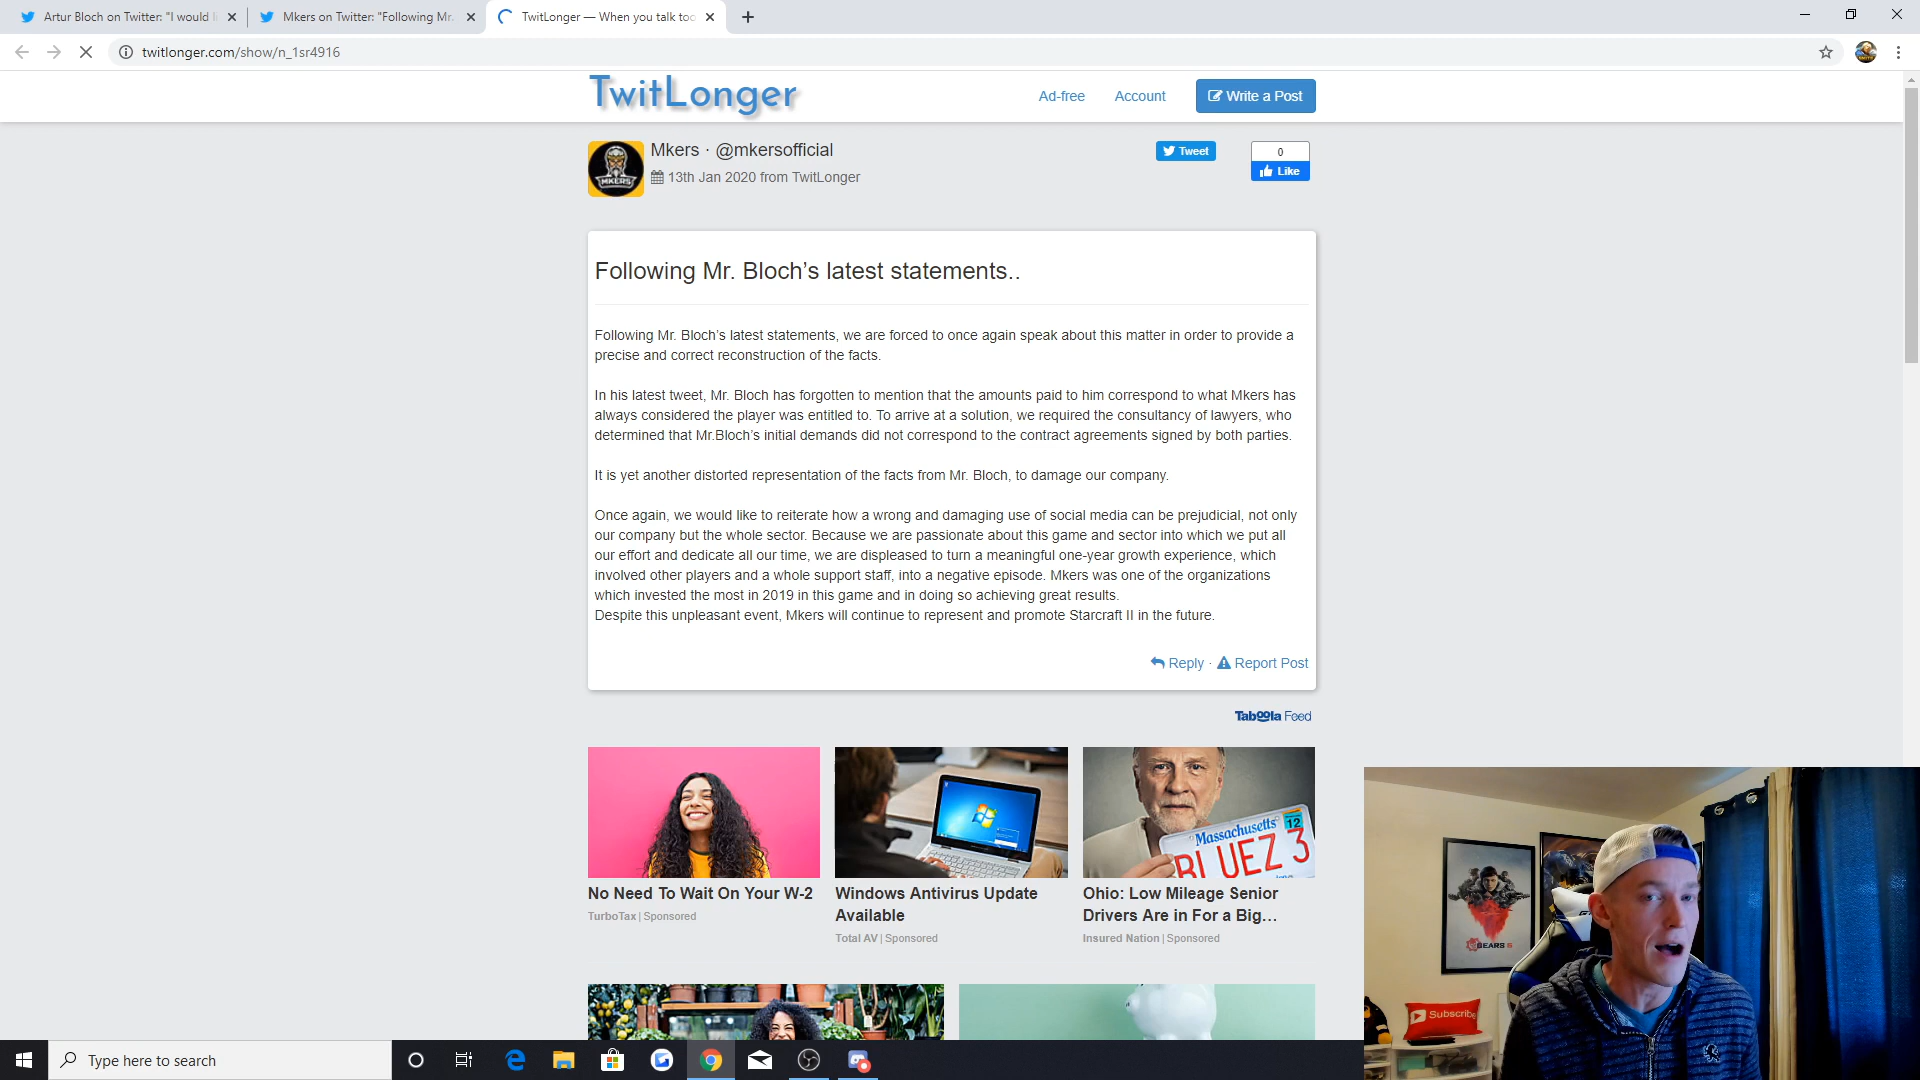 Artur Bloch on Twitter: "I would l
Mkers on Twitter: "Following Mr.
TwitLonger — When you talk too
twitlonger.com/show/n_1sr4916
TwitLonger
Ad-free
Account
Write a Post
MKERS
Mkers · @mkersofficial
13th Jan 2020 from TwitLonger
Tweet
0
Like
Following Mr. Bloch’s latest statements..
Following Mr. Bloch’s latest statements, we are forced to once again speak about this matter in order to provide a
precise and correct reconstruction of the facts.
In his latest tweet, Mr. Bloch has forgotten to mention that the amounts paid to him correspond to what Mkers has
always considered the player was entitled to. To arrive at a solution, we required the consultancy of lawyers, who
determined that Mr.Bloch’s initial demands did not correspond to the contract agreements signed by both parties.
It is yet another distorted representation of the facts from Mr. Bloch, to damage our company.
Once again, we would like to reiterate how a wrong and damaging use of social media can be prejudicial, not only
our company but the whole sector. Because we are passionate about this game and sector into which we put all
our effort and dedicate all our time, we are displeased to turn a meaningful one-year growth experience, which
involved other players and a whole support staff, into a negative episode. Mkers was one of the organizations
which invested the most in 2019 in this game and in doing so achieving great results.
Despite this unpleasant event, Mkers will continue to represent and promote Starcraft II in the future.
Reply · Report Post
Taboola Feed
Massachusetts 12
BLUEZ 3
No Need To Wait On Your W-2
TurboTax | Sponsored
Windows Antivirus Update
Available
Total AV | Sponsored
Ohio: Low Mileage Senior
Drivers Are in For a Big…
Insured Nation | Sponsored
GEARS
Subscribe
Type here to search